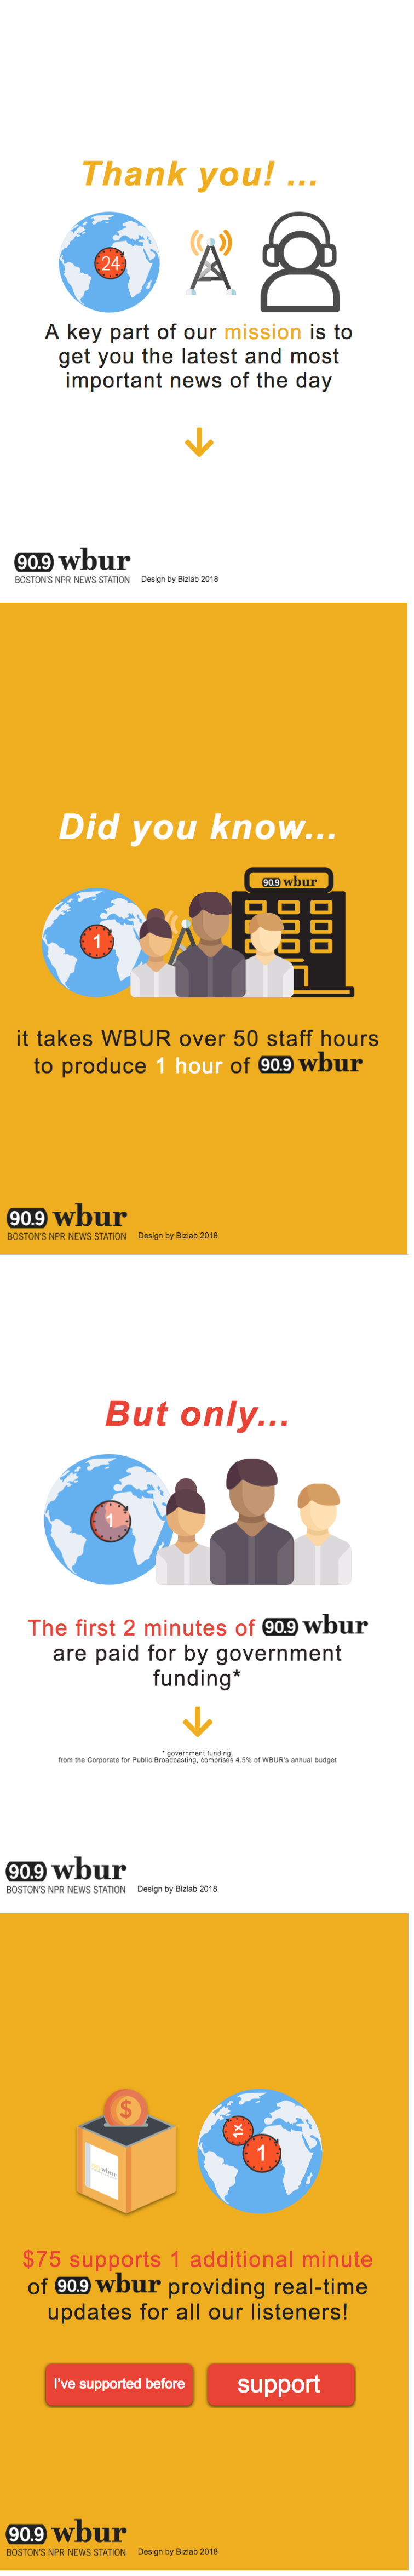 Thank you! ...
24
A key part of our mission is to
get you the latest and most
important news of the day
90.9 wbur
BOSTON'S NPR NEWS STATION Design by Bizlab 2018
Did you know...
90.9 wbur
1
it takes WBUR over 50 staff hours
to produce 1 hour of 90.9 wbur
90.9 wbur
BOSTON'S NPR NEWS STATION Design by Bizlab 2018
But only...
1
The first 2 minutes of 90.9 wbur
are paid for by government
funding*
* government funding,
from the Corporate for Public Broadcasting, comprises 4.5% of WBUR's annual budget
90.9 wbur
BOSTON'S NPR NEWS STATION Design by Bizlab 2018
$
1x
1
wbur
$75 supports 1 additional minute
of 90.9 wbur providing real-time
updates for all our listeners!
I've supported before support
90.9 wbur
BOSTON'S NPR NEWS STATION Design by Bizlab 2018